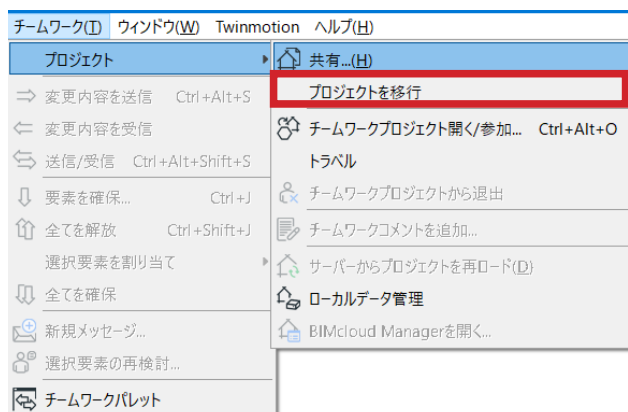 チームワーク(T) ウィンドウ(W) Twinmotion ヘルプ(H)
プロジェクト
変更内容を送信 Ctrl+Alt+S
変更内容を受信
送信/受信 Ctrl+Alt+Shift+S
要素を確保... Ctrl+J
全てを解放 Ctrl+Shift+J
選択要素を割り当て
全てを確保
新規メッセージ...
選択要素の再検討...
チームワークパレット
共有...(H)
プロジェクトを移行
チームワークプロジェクト開く/参加... Ctrl+Alt+O
トラベル
チームワークプロジェクトから退出
チームワークコメントを追加...
サーバーからプロジェクトを再ロード(D)
ローカルデータ管理
BIMcloud Managerを開く...